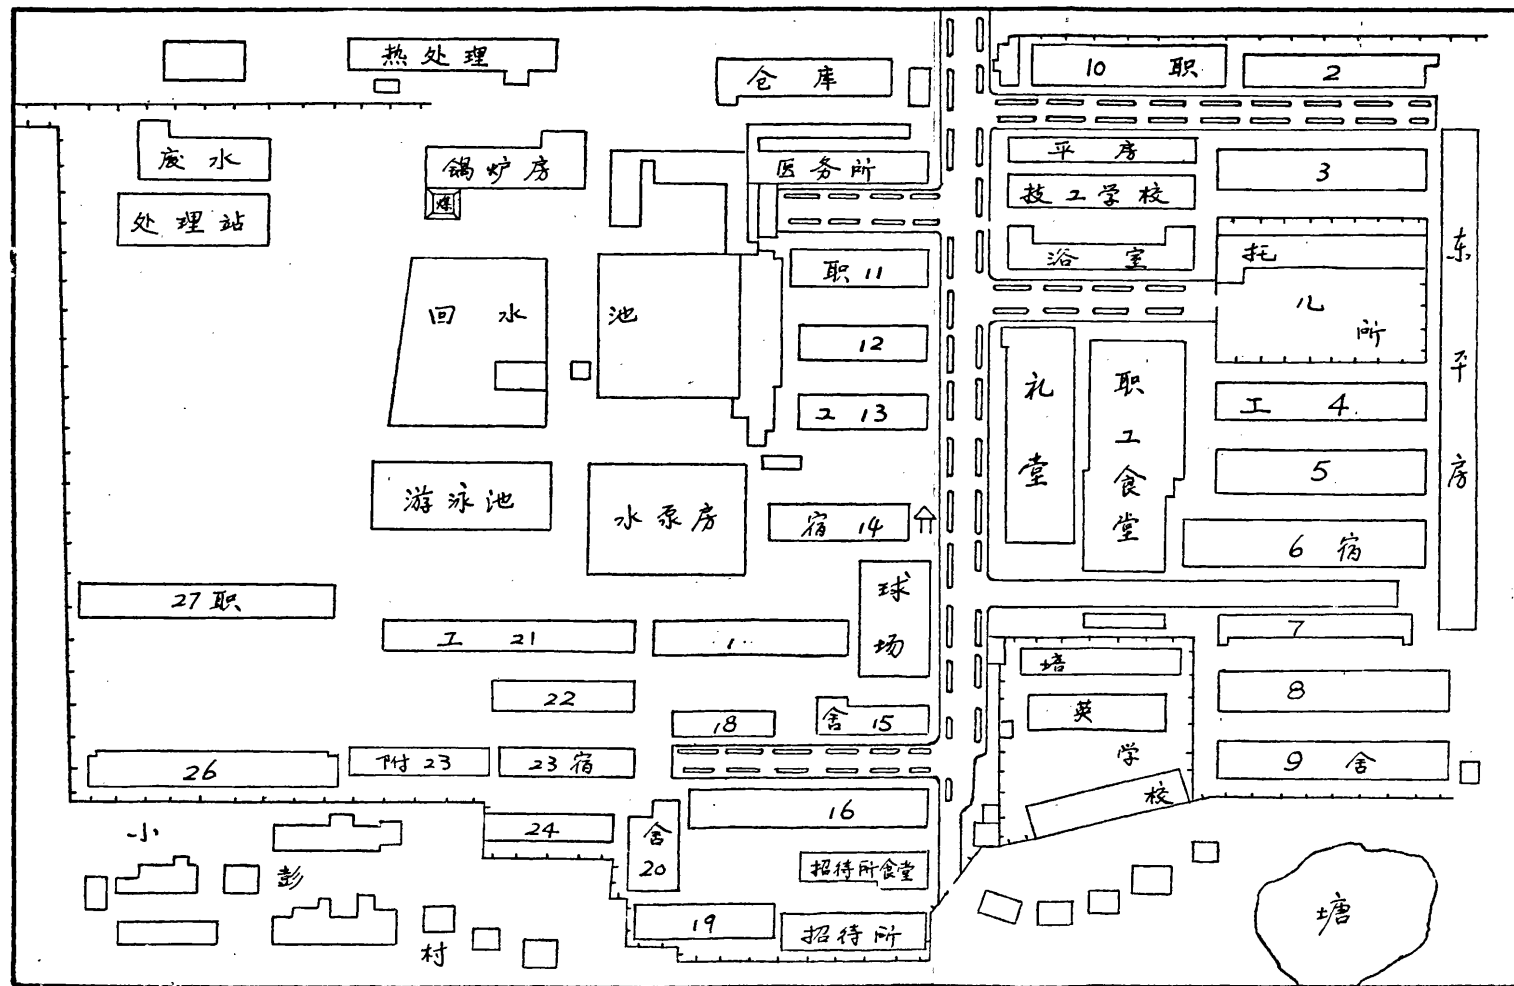 热处理
仓库
10 职
2
废水
处理站
锅炉房
煤
医务所
平房
技工学校
浴室
3
托儿所
东平房
回水池
职 11
12
工 13
礼堂
职工食堂
工 4
5
6 宿
游泳池
水泵房
宿 14
球场
27 职
工 21
1
7
22
18
舍 15
培英学校
8
9 舍
26
附 23
23 宿
16
24
舍 20
招待所食堂
19
招待所
小彭村
塘